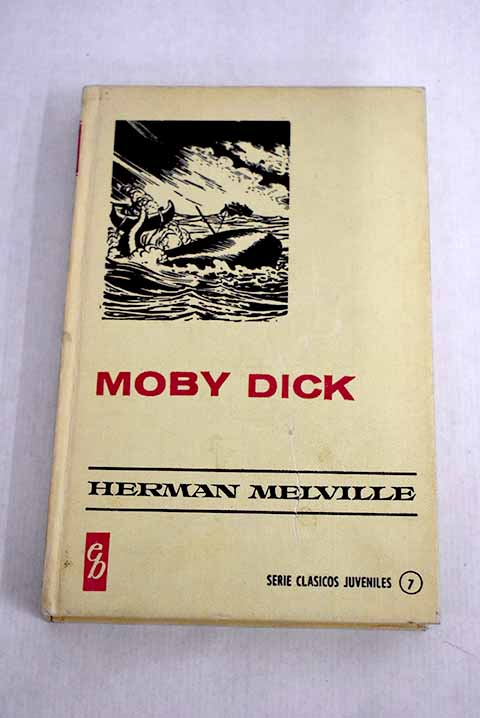 MOBY DICK
HERMAN MELVILLE
eb
SERIE CLASICOS JUVENILES 7